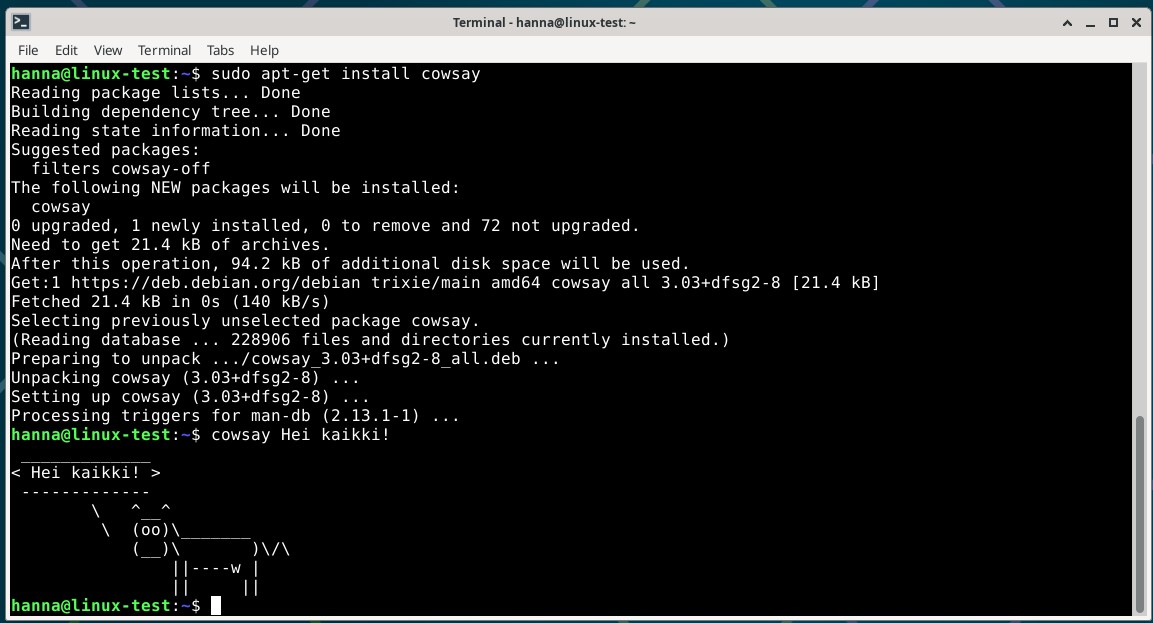 Terminal - hanna@linux-test: ~
File Edit View Terminal Tabs Help
hanna@linux-test:~$ sudo apt-get install cowsay
Reading package lists... Done
Building dependency tree... Done
Reading state information... Done
Suggested packages:
  filters cowsay-off
The following NEW packages will be installed:
  cowsay
0 upgraded, 1 newly installed, 0 to remove and 72 not upgraded.
Need to get 21.4 kB of archives.
After this operation, 94.2 kB of additional disk space will be used.
Get:1 https://deb.debian.org/debian trixie/main amd64 cowsay all 3.03+dfsg2-8 [21.4 kB]
Fetched 21.4 kB in 0s (140 kB/s)
Selecting previously unselected package cowsay.
(Reading database ... 228906 files and directories currently installed.)
Preparing to unpack .../cowsay_3.03+dfsg2-8_all.deb ...
Unpacking cowsay (3.03+dfsg2-8) ...
Setting up cowsay (3.03+dfsg2-8) ...
Processing triggers for man-db (2.13.1-1) ...
hanna@linux-test:~$ cowsay Hei kaikki!
 _____________
< Hei kaikki! >
 -------------
        \   ^__^
         \  (oo)\_______
            (__)\       )\/\
                ||----w |
                ||     ||
hanna@linux-test:~$